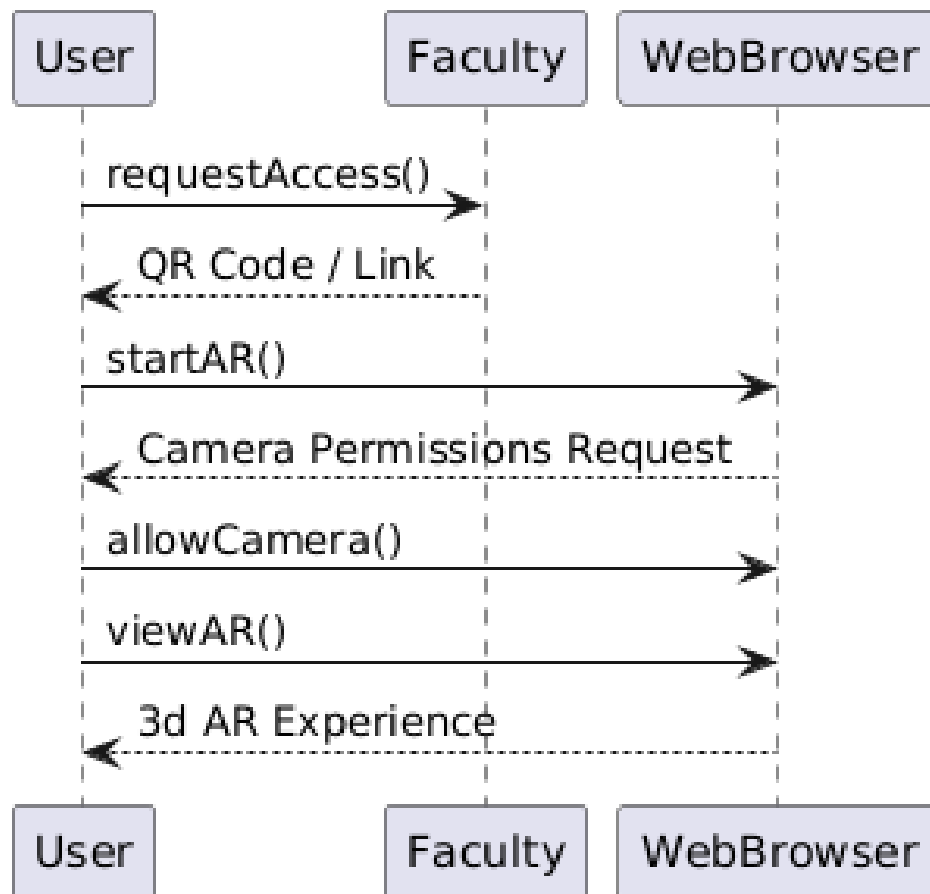 User Faculty WebBrowser
requestAccess()
QR Code / Link
startAR()
Camera Permissions Request
allowCamera()
viewAR()
3d AR Experience
User Faculty WebBrowser